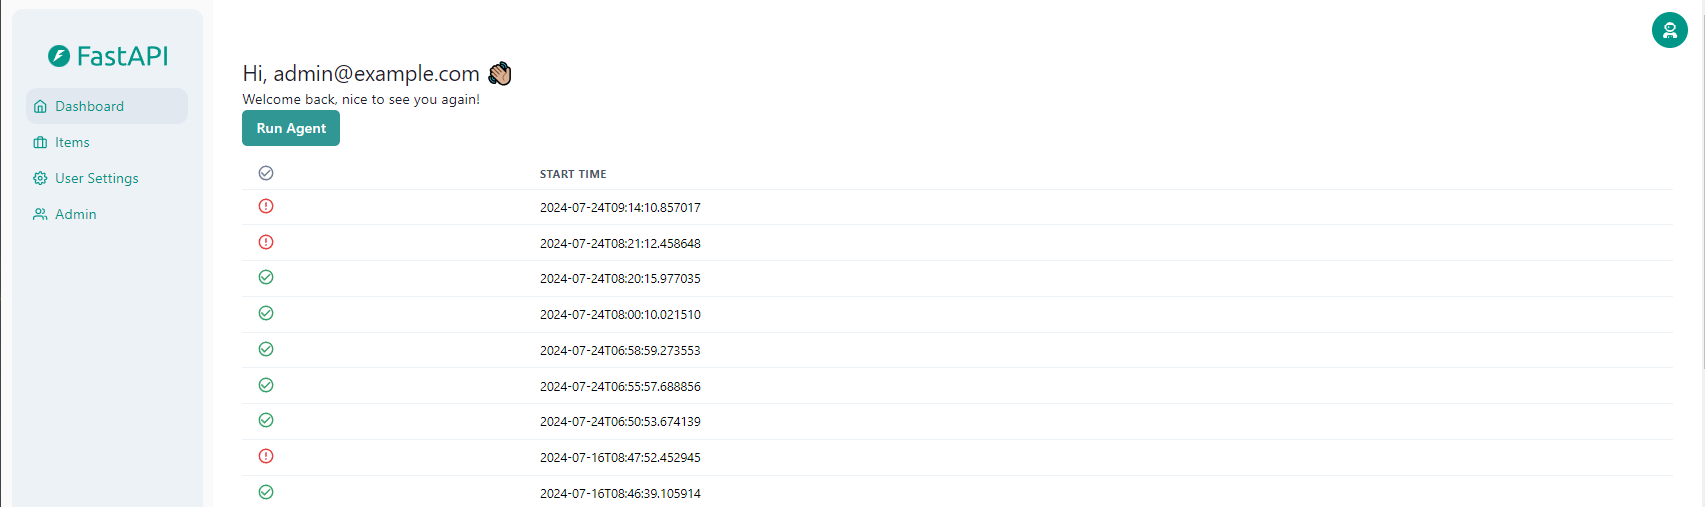 FastAPI
Dashboard
Items
User Settings
Admin
Hi, admin@example.com 👋🏼
Welcome back, nice to see you again!
Run Agent
START TIME
2024-07-24T09:14:10.857017
2024-07-24T08:21:12.458648
2024-07-24T08:20:15.977035
2024-07-24T08:00:10.021510
2024-07-24T06:58:59.273553
2024-07-24T06:55:57.688856
2024-07-24T06:50:53.674139
2024-07-16T08:47:52.452945
2024-07-16T08:46:39.105914